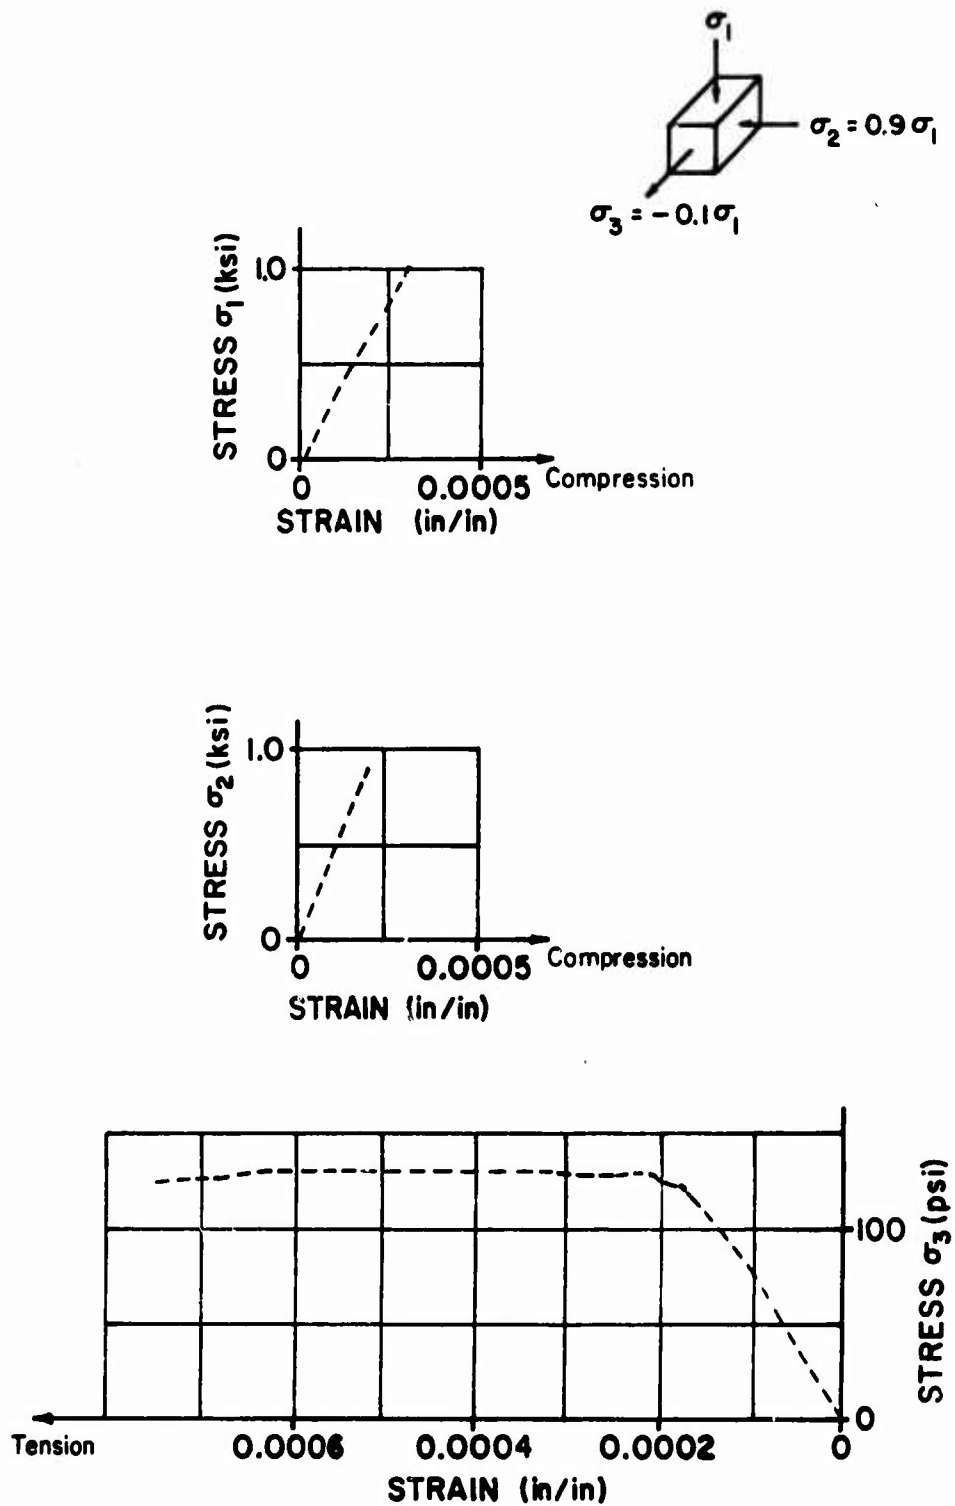 σ₁
σ₂ = 0.9 σ₁
σ₃ = -0.1 σ₁
STRESS σ₁ (ksi)
1.0
0
0 0.0005 Compression
STRAIN (in/in)
STRESS σ₂ (ksi)
1.0
0
0 0.0005 Compression
STRAIN (in/in)
100
0
STRESS σ₃ (psi)
Tension 0.0006 0.0004 0.0002 0
STRAIN (in/in)